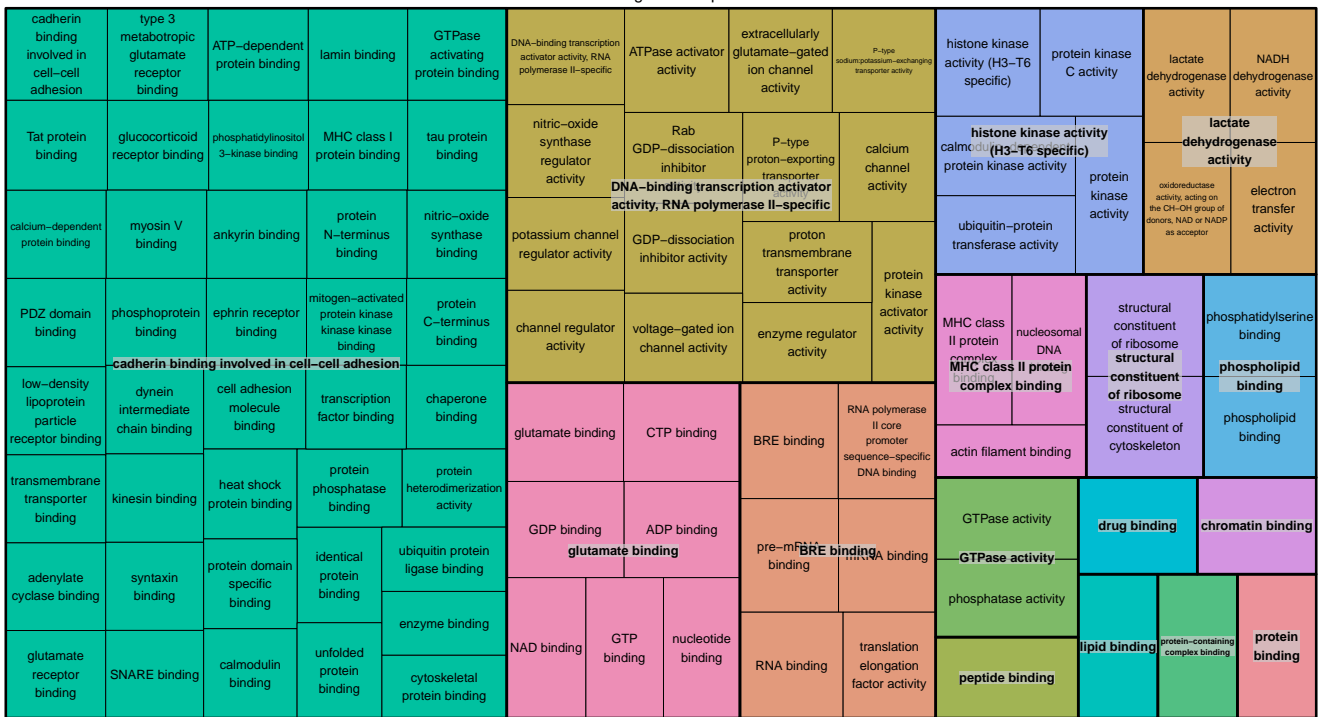 cadherin
binding
involved in
cell–cell
adhesion
type 3
metabotropic
glutamate
receptor
binding
ATP–dependent
protein binding
lamin binding
GTPase
activating
protein binding
Tat protein
binding
glucocorticoid
receptor binding
phosphatidylinositol
3–kinase binding
MHC class I
protein binding
tau protein
binding
calcium–dependent
protein binding
myosin V
binding
ankyrin binding
protein
N–terminus
binding
nitric–oxide
synthase
binding
PDZ domain
binding
phosphoprotein
binding
ephrin receptor
binding
mitogen–activated
protein kinase
kinase kinase
binding
protein
C–terminus
binding
cadherin binding involved in cell–cell adhesion
low–density
lipoprotein
particle
receptor binding
dynein
intermediate
chain binding
cell adhesion
molecule
binding
transcription
factor binding
chaperone
binding
transmembrane
transporter
binding
kinesin binding
heat shock
protein binding
protein
phosphatase
binding
protein
heterodimerization
activity
adenylate
cyclase binding
syntaxin
binding
protein domain
specific
binding
identical
protein
binding
ubiquitin protein
ligase binding
enzyme binding
glutamate
receptor
binding
SNARE binding
calmodulin
binding
unfolded
protein
binding
cytoskeletal
protein binding
DNA–binding transcription
activator activity, RNA
polymerase II–specific
ATPase activator
activity
extracellularly
glutamate–gated
ion channel
activity
P–type
sodium:potassium–exchanging
transporter activity
nitric–oxide
synthase
regulator
activity
Rab
GDP–dissociation
inhibitor
P–type
proton–exporting
transporter
calcium
channel
activity
DNA–binding transcription activator
activity, RNA polymerase II–specific
potassium channel
regulator activity
GDP–dissociation
inhibitor activity
proton
transmembrane
transporter
activity
protein
kinase
activator
activity
channel regulator
activity
voltage–gated ion
channel activity
enzyme regulator
activity
glutamate binding
CTP binding
GDP binding
ADP binding
glutamate binding
NAD binding
GTP
binding
nucleotide
binding
BRE binding
RNA polymerase
II core
promoter
sequence–specific
DNA binding
pre–mRNA
binding
mRNA binding
BRE binding
RNA binding
translation
elongation
factor activity
histone kinase
activity (H3–T6
specific)
protein kinase
C activity
calmodulin–dependent
protein kinase activity
histone kinase activity
(H3–T6 specific)
protein
kinase
activity
ubiquitin–protein
transferase activity
lactate
dehydrogenase
activity
NADH
dehydrogenase
activity
lactate
dehydrogenase
activity
oxidoreductase
activity, acting on
the CH–OH group of
donors, NAD or NADP
as acceptor
electron
transfer
activity
MHC class
II protein
complex
binding
nucleosomal
DNA
MHC class II protein
complex binding
actin filament binding
structural
constituent
of ribosome
structural
constituent
of ribosome
structural
constituent of
cytoskeleton
phosphatidylserine
binding
phospholipid
binding
phospholipid
binding
GTPase activity
GTPase activity
phosphatase activity
peptide binding
drug binding
chromatin binding
lipid binding
protein–containing
complex binding
protein
binding